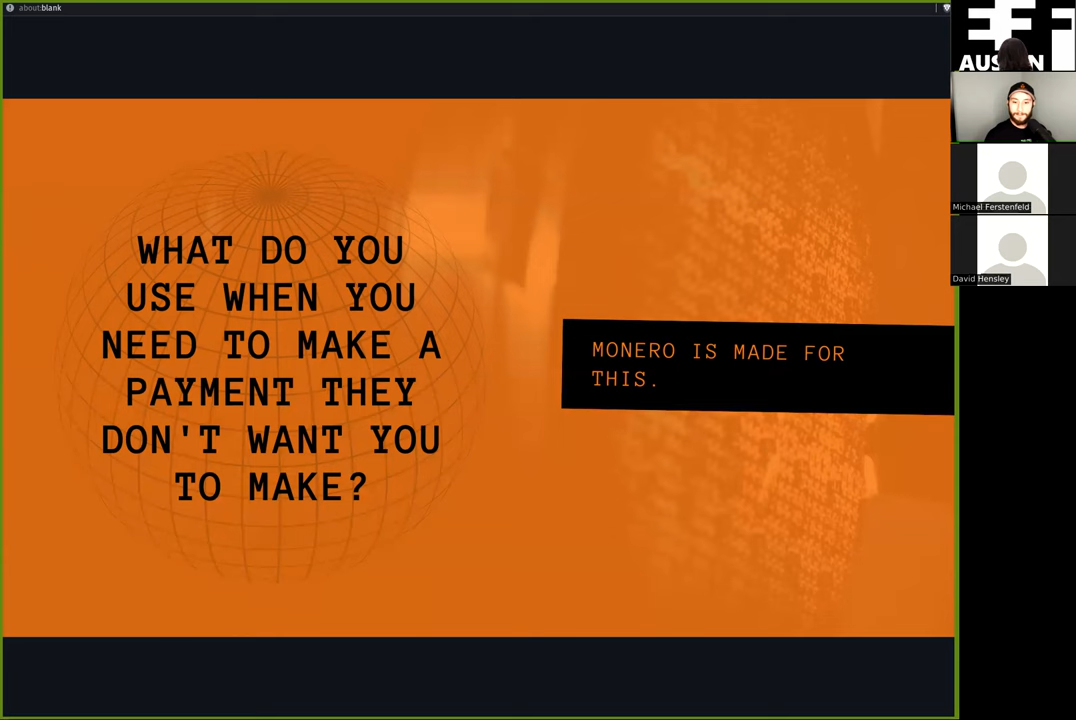 about:blank
WHAT DO YOU
USE WHEN YOU
NEED TO MAKE A
PAYMENT THEY
DON'T WANT YOU
TO MAKE?
MONERO IS MADE FOR
THIS.
EFF
AUSTIN
Michael Ferstenfeld
David Hensley